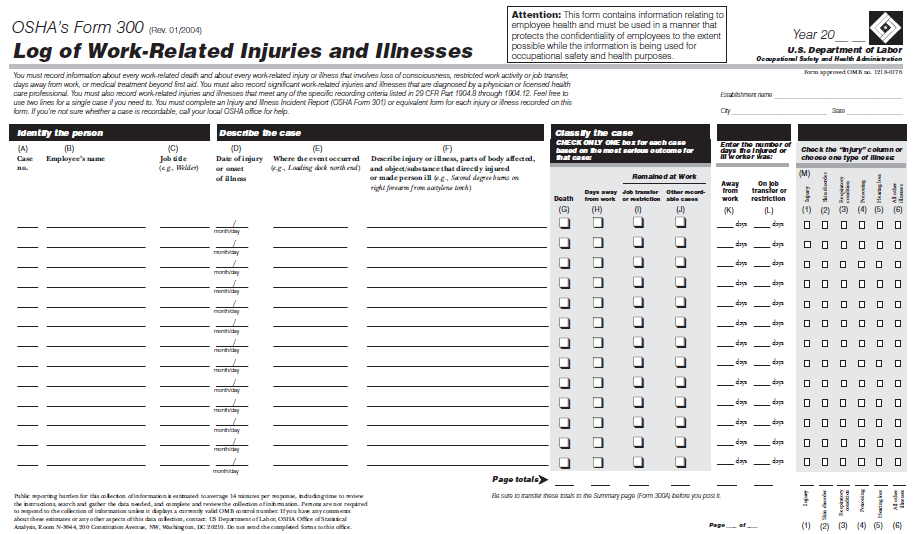 OSHA's Form 300 (Rev. 01/2004)
Log of Work-Related Injuries and Illnesses
Attention: This form contains information relating to
employee health and must be used in a manner that
protects the confidentiality of employees to the extent
possible while the information is being used for
occupational safety and health purposes.
Year 20__ __
U.S. Department of Labor
Occupational Safety and Health Administration
Form approved OMB no. 1218-0176
You must record information about every work-related death and about every work-related injury or illness that involves loss of consciousness, restricted work activity or job transfer,
days away from work, or medical treatment beyond first aid. You must also record significant work-related injuries and illnesses that are diagnosed by a physician or licensed health
care professional. You must also record work-related injuries and illnesses that meet any of the specific recording criteria listed in 29 CFR Part 1904.8 through 1904.12. Feel free to
use two lines for a single case if you need to. You must complete an Injury and Illness Incident Report (OSHA Form 301) or equivalent form for each injury or illness recorded on this
form. If you're not sure whether a case is recordable, call your local OSHA office for help.
Establishment name
City State
Identify the person
(A) (B) (C)
Case Employee's name Job title
no. (e.g., Welder)
Describe the case
(D) (E) (F)
Date of injury Where the event occurred Describe injury or illness, parts of body affected,
or onset (e.g., Loading dock north end) and object/substance that directly injured
of illness or made person ill (e.g., Second degree burns on
right forearm from acetylene torch)
Classify the case
CHECK ONLY ONE box for each case
based on the most serious outcome for
that case:
Remained at Work
Death Days away
from work
Job transfer
or restriction
Other record-
able cases
(G) (H) (I) (J)
Enter the number of
days the injured or
ill worker was:
Away
from
work
On job
transfer or
restriction
(K) (L)
Check the "Injury" column or
choose one type of illness:
(M)
Injury
Skin disorder
Respiratory
condition
Poisoning
Hearing loss
All other
illnesses
(1) (2) (3) (4) (5) (6)
/ days days
month/day
/ days days
month/day
/ days days
month/day
/ days days
month/day
/ days days
month/day
/ days days
month/day
/ days days
month/day
/ days days
month/day
/ days days
month/day
/ days days
month/day
/ days days
month/day
/ days days
month/day
/ days days
month/day
Page totals
Be sure to transfer these totals to the Summary page (Form 300A) before you post it.
Public reporting burden for this collection of information is estimated to average 14 minutes per response, including time to review
the instructions, search and gather the data needed, and complete and review the collection of information. Persons are not required
to respond to the collection of information unless it displays a currently valid OMB control number. If you have any comments
about these estimates or any other aspects of this data collection, contact: US Department of Labor, OSHA Office of Statistical
Analysis, Room N-3644, 200 Constitution Avenue, NW, Washington, DC 20210. Do not send the completed forms to this office.
Page ___ of ___
Injury
Skin disorder
Respiratory
condition
Poisoning
Hearing loss
All other
illnesses
(1) (2) (3) (4) (5) (6)